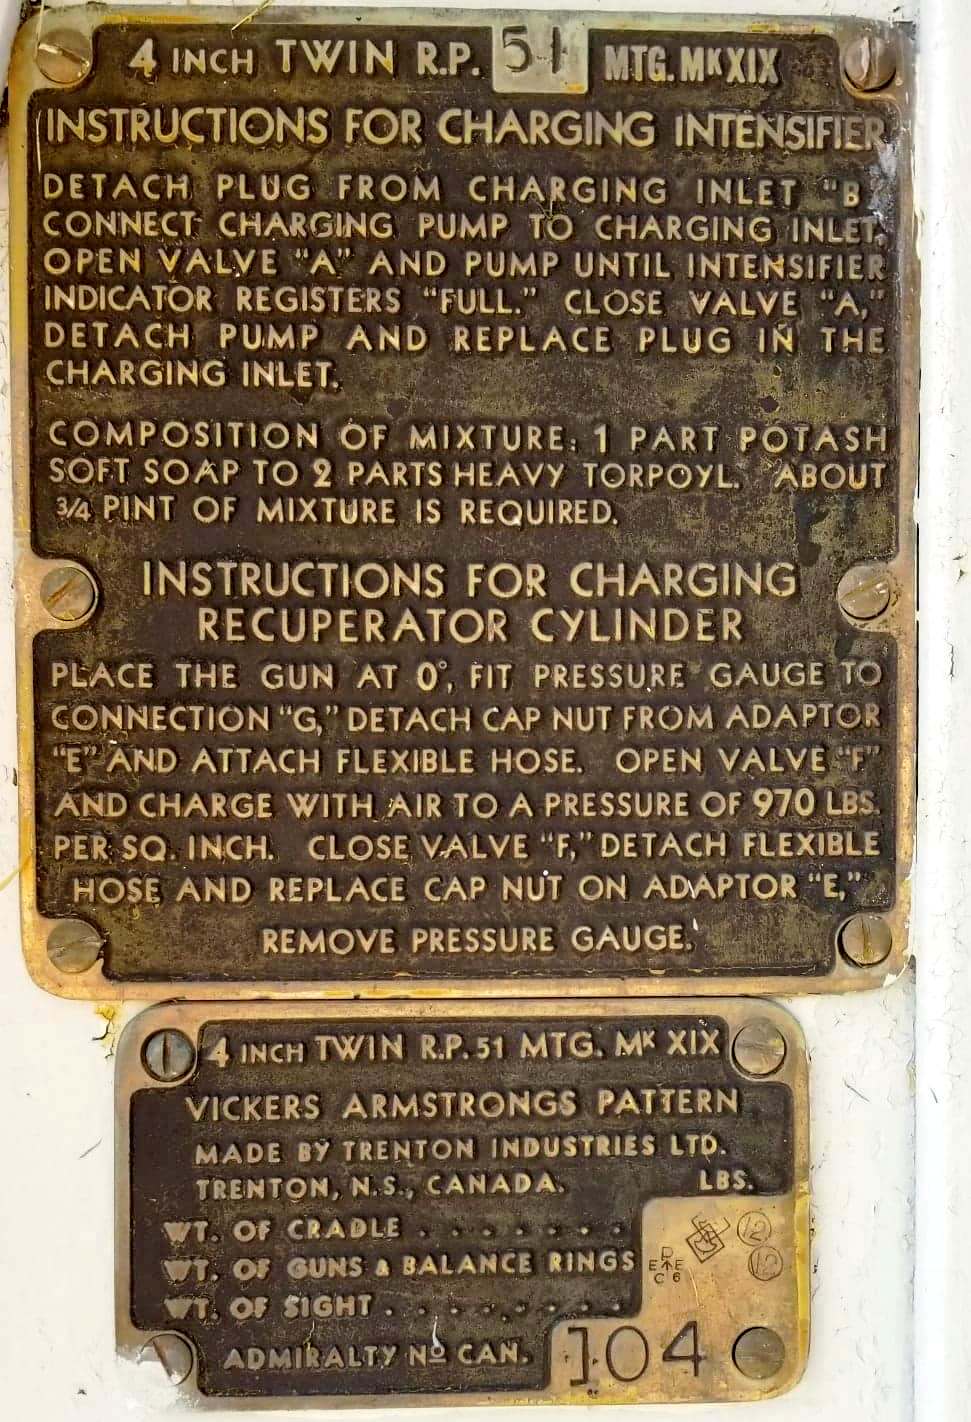 4 INCH TWIN R.P. 51 MTG. MK XIX
INSTRUCTIONS FOR CHARGING INTENSIFIER
DETACH PLUG FROM CHARGING INLET "B"
CONNECT CHARGING PUMP TO CHARGING INLET,
OPEN VALVE "A" AND PUMP UNTIL INTENSIFIER
INDICATOR REGISTERS "FULL." CLOSE VALVE "A,"
DETACH PUMP AND REPLACE PLUG IN THE
CHARGING INLET.
COMPOSITION OF MIXTURE: 1 PART POTASH
SOFT SOAP TO 2 PARTS HEAVY TORPOYL. ABOUT
3/4 PINT OF MIXTURE IS REQUIRED.
INSTRUCTIONS FOR CHARGING
RECUPERATOR CYLINDER
PLACE THE GUN AT 0°, FIT PRESSURE GAUGE TO
CONNECTION "G," DETACH CAP NUT FROM ADAPTOR
"E" AND ATTACH FLEXIBLE HOSE. OPEN VALVE "F"
AND CHARGE WITH AIR TO A PRESSURE OF 970 LBS.
PER SQ. INCH. CLOSE VALVE "F," DETACH FLEXIBLE
HOSE AND REPLACE CAP NUT ON ADAPTOR "E,"
REMOVE PRESSURE GAUGE.
4 INCH TWIN R.P. 51 MTG. MK XIX
VICKERS ARMSTRONGS PATTERN
MADE BY TRENTON INDUSTRIES LTD.
TRENTON, N.S., CANADA. LBS.
WT. OF CRADLE . . . . . . .
WT. OF GUNS & BALANCE RINGS
WT. OF SIGHT . . . . . . . .
12
12
D
E E
C 6
ADMIRALTY Nº CAN. 104